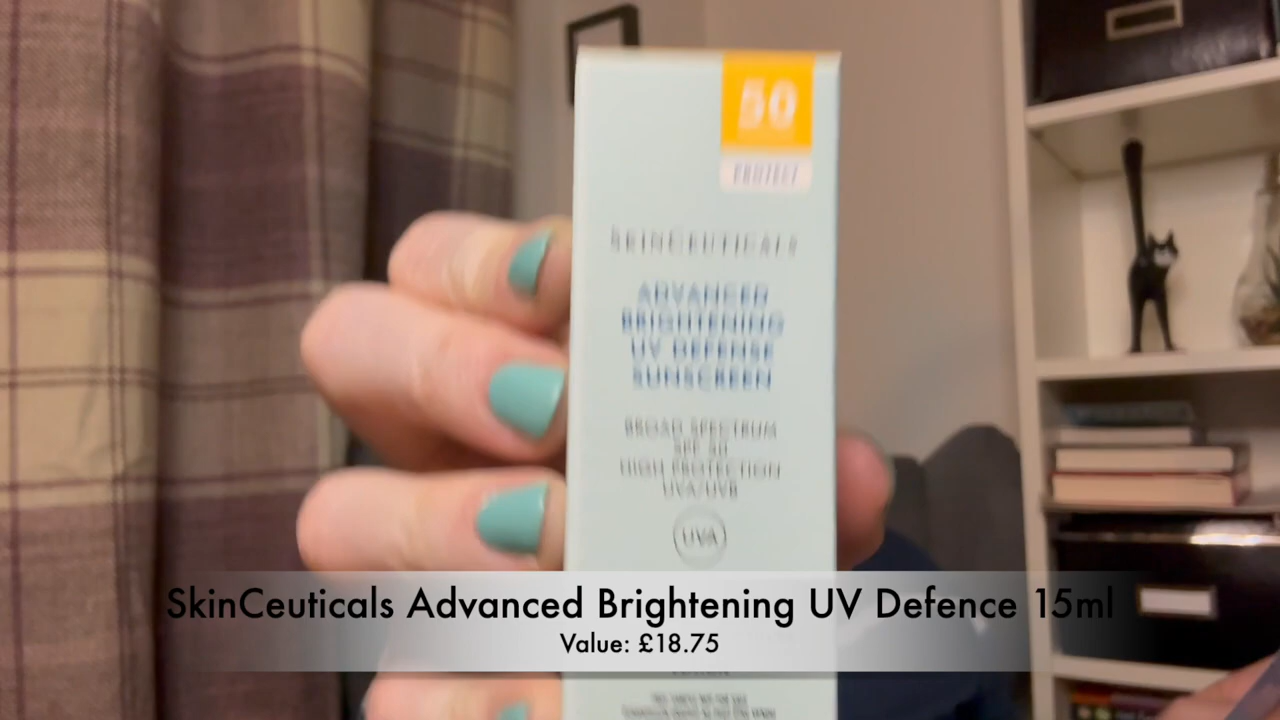 50
PROTECT
SKINCEUTICALS
ADVANCED
BRIGHTENING
UV DEFENSE
SUNSCREEN
BROAD SPECTRUM
SPF 50
HIGH PROTECTION
UVA/UVB
UVA
SkinCeuticals Advanced Brightening UV Defence 15ml
Value: £18.75